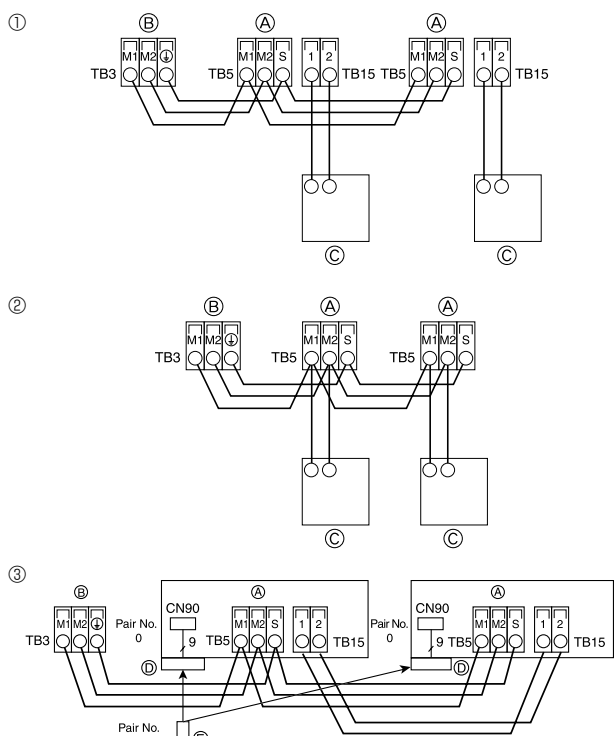 ①
Ⓑ Ⓐ Ⓐ
M1 M2 ⏚ M1 M2 S 1 2 M1 M2 S 1 2
TB3 TB5 TB15 TB5 TB15
Ⓒ Ⓒ
②
Ⓑ Ⓐ Ⓐ
M1 M2 ⏚ M1 M2 S M1 M2 S
TB3 TB5 TB5
Ⓒ Ⓒ
③
Ⓑ Ⓐ Ⓐ
CN90 CN90
M1 M2 ⏚ M1 M2 S 1 2 M1 M2 S 1 2
Pair No. Pair No.
0 0
TB3 9 TB5 TB15 9 TB5 TB15
Ⓓ Ⓓ
Pair No.